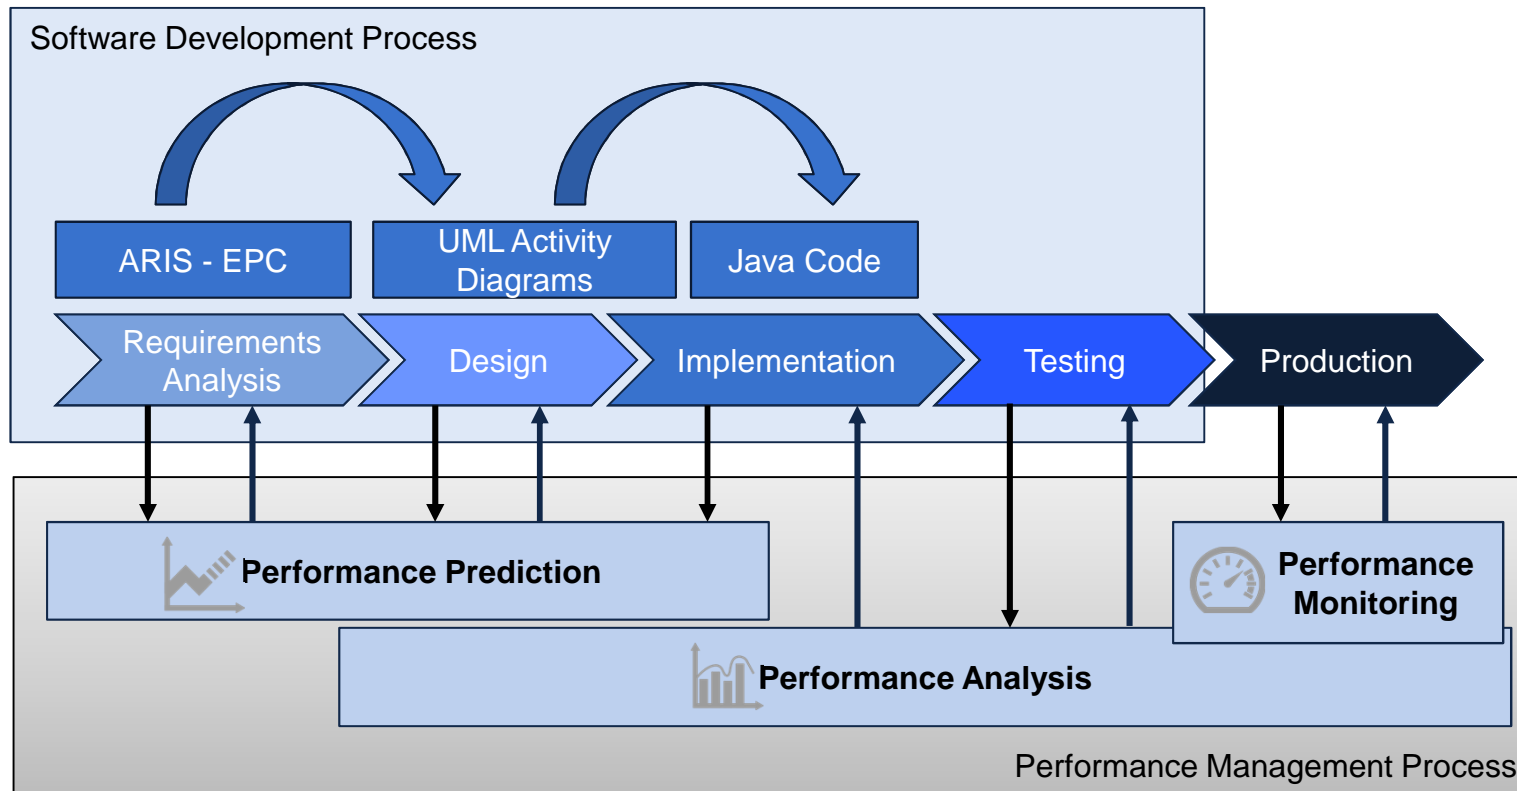 Software Development Process
ARIS - EPC
UML Activity
Diagrams
Java Code
Requirements
Analysis
Design
Implementation
Testing
Production
Performance Prediction
Performance
Monitoring
Performance Analysis
Performance Management Process